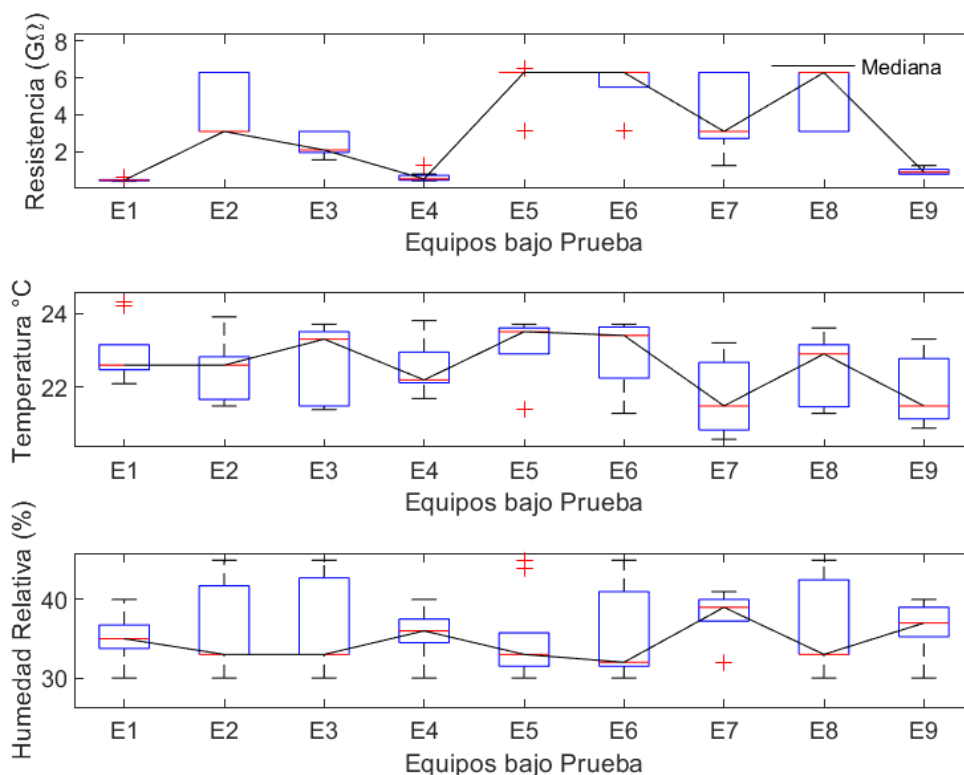 Resistencia (GΩ)
8
6
4
2
Mediana
E1 E2 E3 E4 E5 E6 E7 E8 E9
Equipos bajo Prueba
Temperatura °C
24
22
E1 E2 E3 E4 E5 E6 E7 E8 E9
Equipos bajo Prueba
Humedad Relativa (%)
40
30
E1 E2 E3 E4 E5 E6 E7 E8 E9
Equipos bajo Prueba